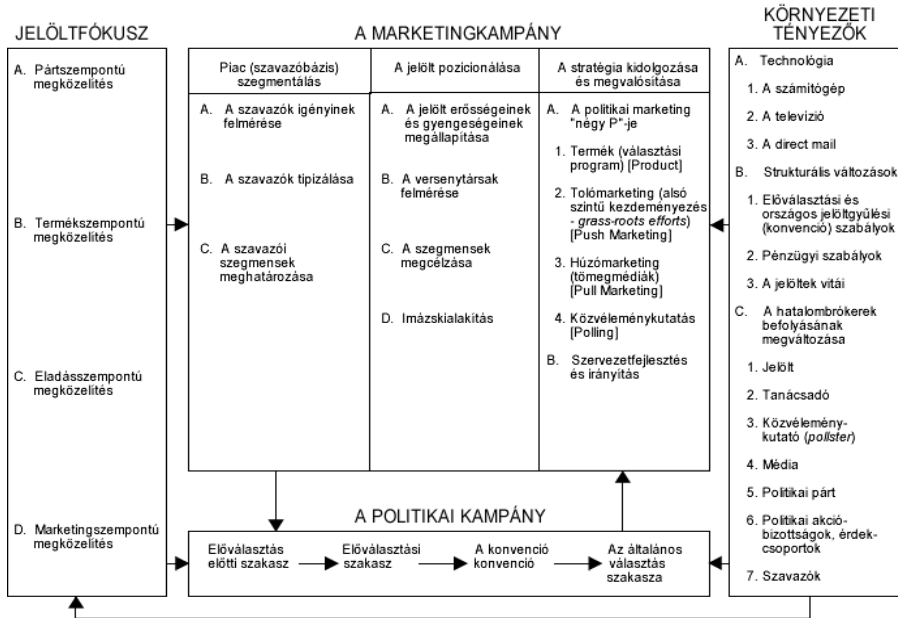 JELÖLTFÓKUSZ
A. Pártszempontú
megközelítés
B. Termékszempontú
megközelítés
C. Eladásszempontú
megközelítés
D. Marketingszempontú
megközelítés
A MARKETINGKAMPÁNY
Piac (szavazóbázis)
szegmentálás
A. A szavazók igényinek
felmérése
B. A szavazók tipizálása
C. A szavazói
szegmensek
meghatározása
A jelölt pozicionálása
A. A jelölt erősségeinek
és gyengeségeinek
megállapítása
B. A versenytársak
felmérése
C. A szegmensek
megcélzása
D. Imázskialakítás
A stratégia kidolgozása
és megvalósítása
A. A politikai marketing
"négy P"-je
1. Termék (választási
program) [Product]
2. Tolómarketing (alsó
szintű kezdeményezés
- grass-roots efforts)
[Push Marketing]
3. Húzómarketing
(tömegmédiák)
[Pull Marketing]
4. Közvéleménykutatás
[Polling]
B. Szervezetfejlesztés
és irányítás
A POLITIKAI KAMPÁNY
Előválasztás
előtti szakasz
Előválasztási
szakasz
A konvenció
konvenció
Az általános
választás
szakasza
KÖRNYEZETI
TÉNYEZŐK
A. Technológia
1. A számítógép
2. A televízió
3. A direct mail
B. Strukturális változások
1. Előválasztási és
országos jelöltgyűlési
(konvenció) szabályok
2. Pénzügyi szabályok
3. A jelöltek vitái
C. A hatalombrókerek
befolyásának
megváltozása
1. Jelölt
2. Tanácsadó
3. Közvélemény-
kutató (pollster)
4. Média
5. Politikai párt
6. Politikai akció-
bizottságok, érdek-
csoportok
7. Szavazók